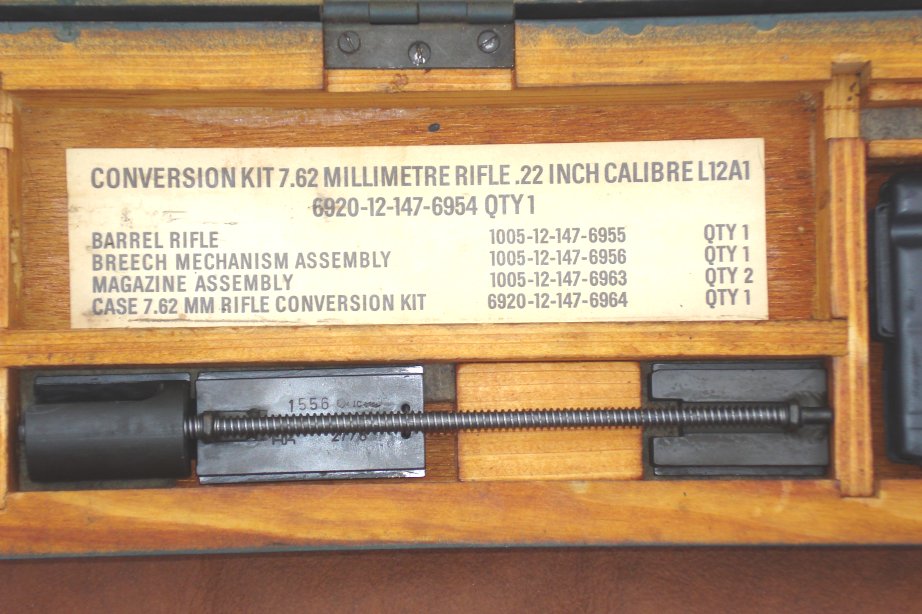 CONVERSION KIT 7.62 MILLIMETRE RIFLE .22 INCH CALIBRE L12A1
6920-12-147-6954 QTY 1
BARREL RIFLE 1005-12-147-6955 QTY 1
BREECH MECHANISM ASSEMBLY 1005-12-147-6956 QTY 1
MAGAZINE ASSEMBLY 1005-12-147-6963 QTY 2
CASE 7.62 MM RIFLE CONVERSION KIT 6920-12-147-6964 QTY 1
1556